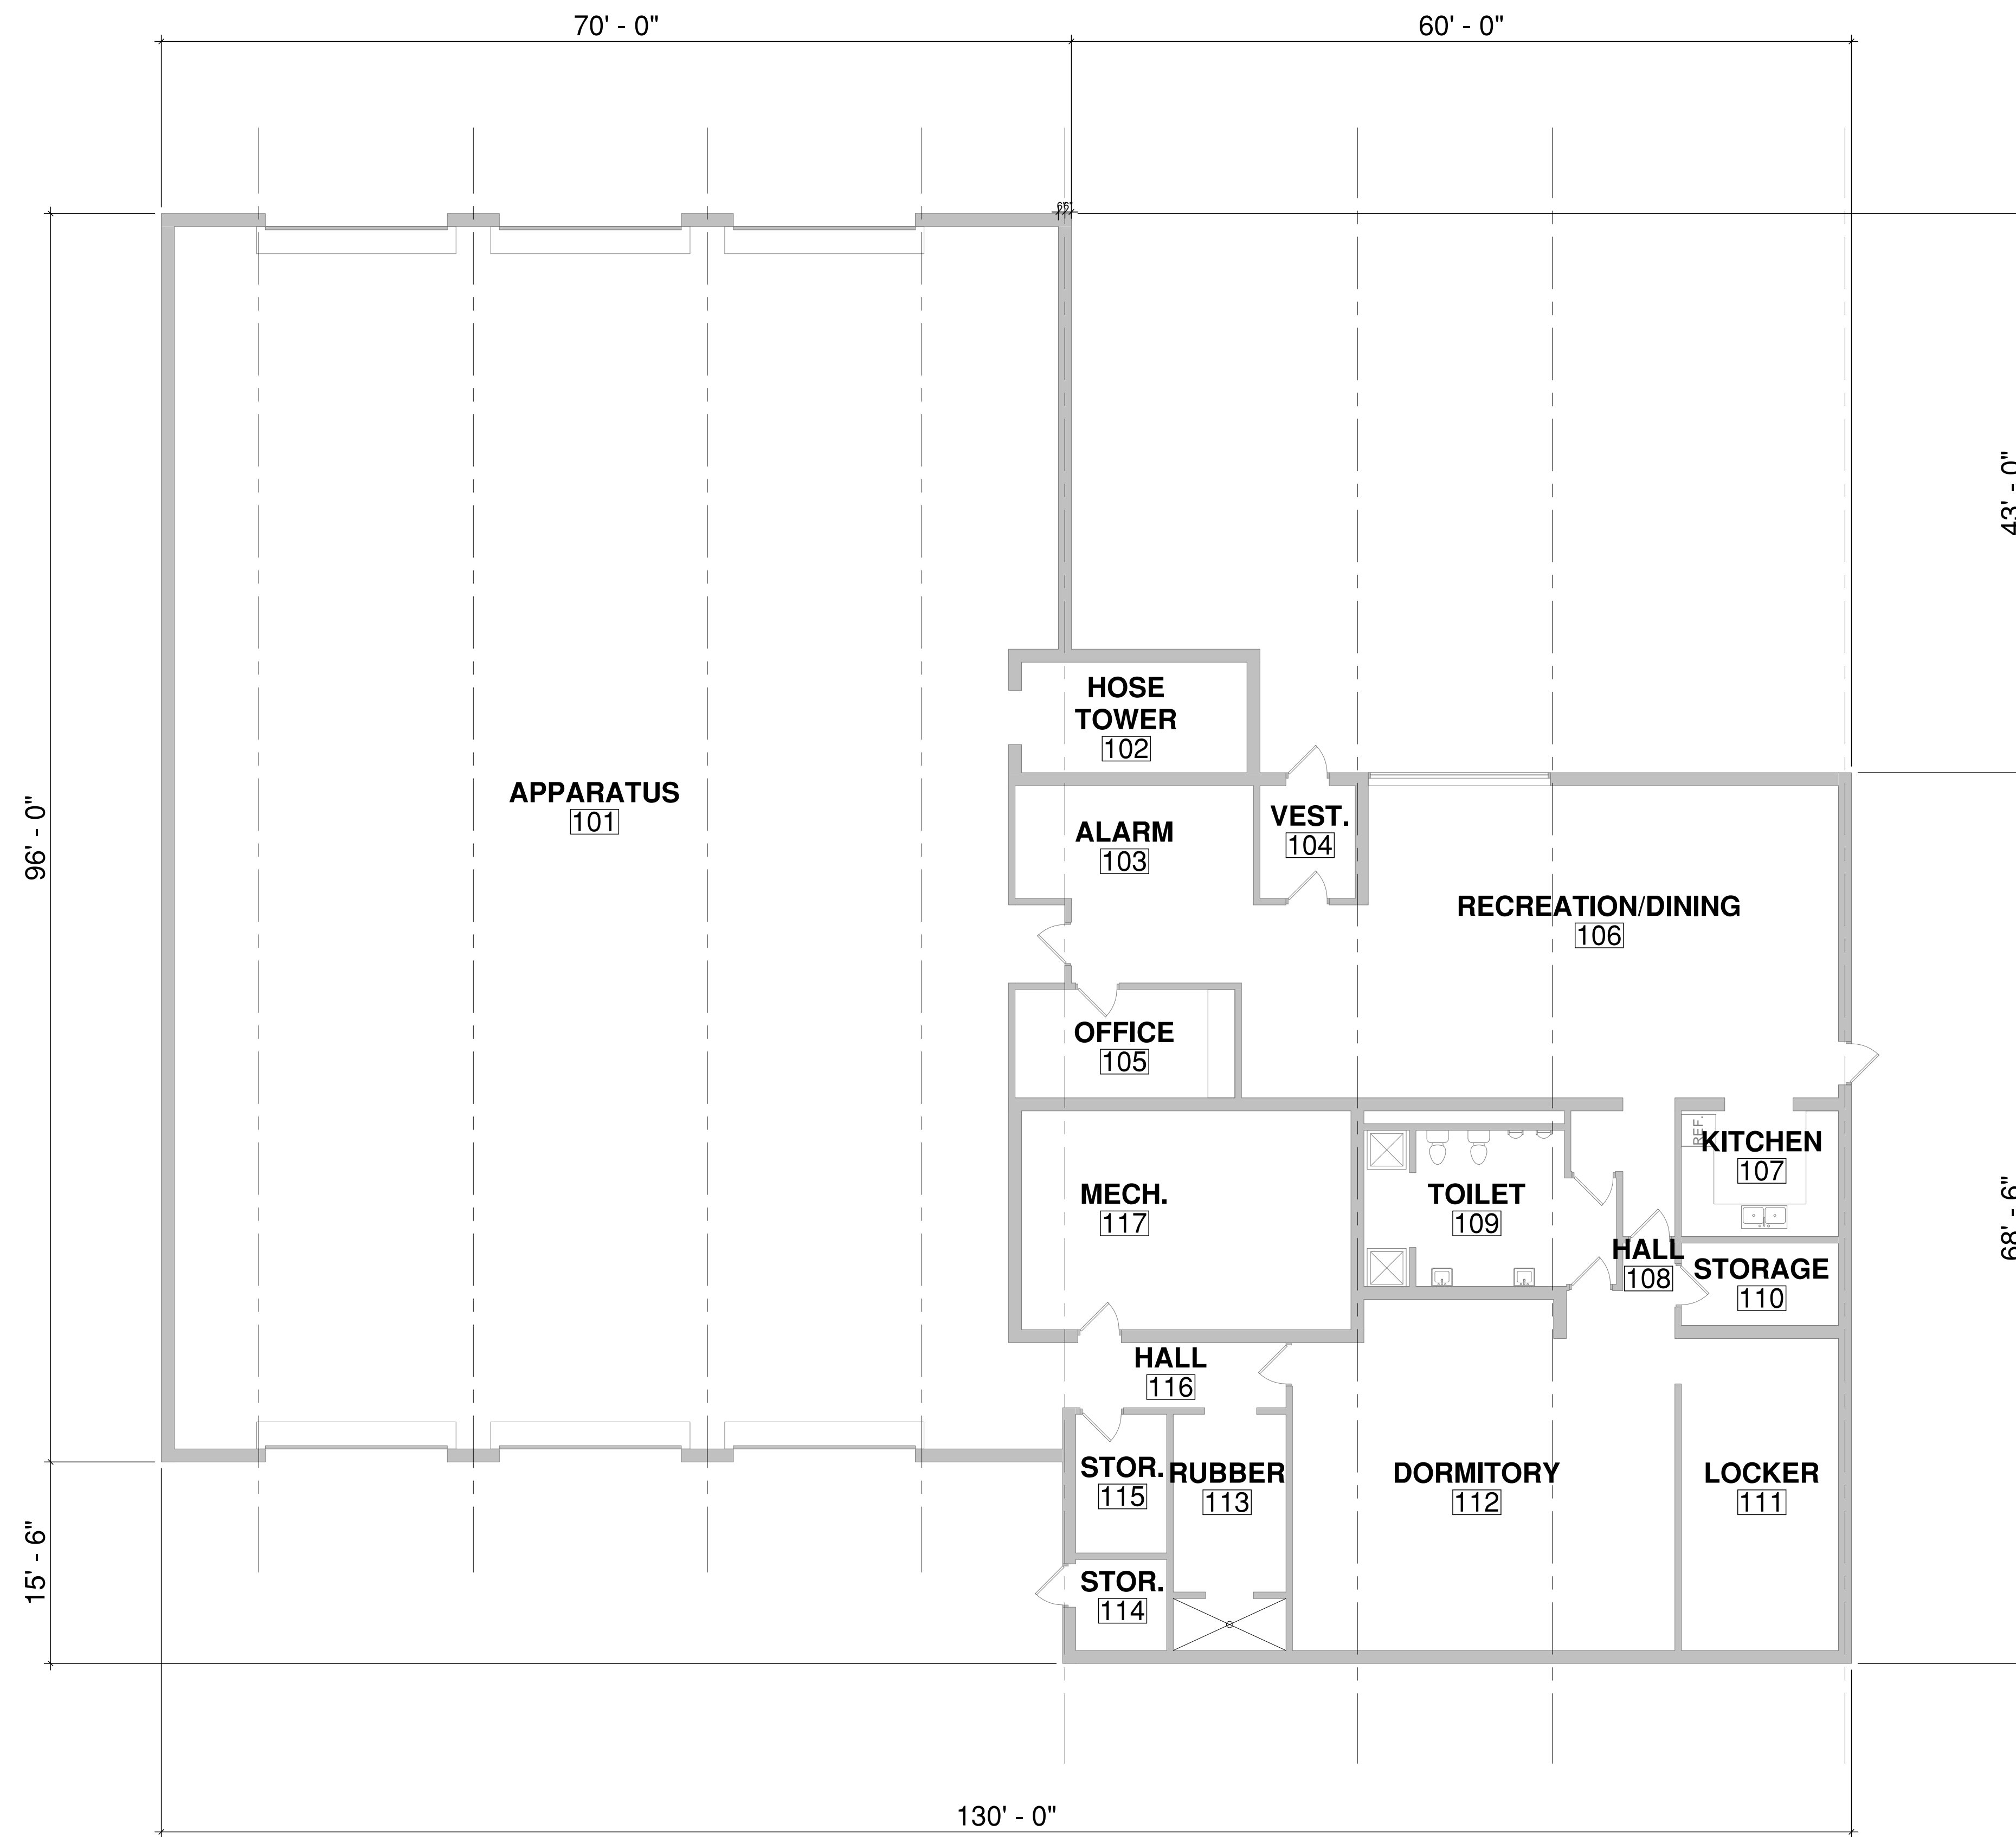 70' - 0"
60' - 0"
6"
6"
43' - 0"
HOSE
TOWER
102
APPARATUS
101
96' - 0"
ALARM
103
VEST.
104
RECREATION/DINING
106
OFFICE
105
REF.
KITCHEN
107
MECH.
117
TOILET
109
68' - 6"
HALL
108
STORAGE
110
HALL
116
STOR.
115
RUBBER
113
DORMITORY
112
LOCKER
111
15' - 6"
STOR.
114
130' - 0"